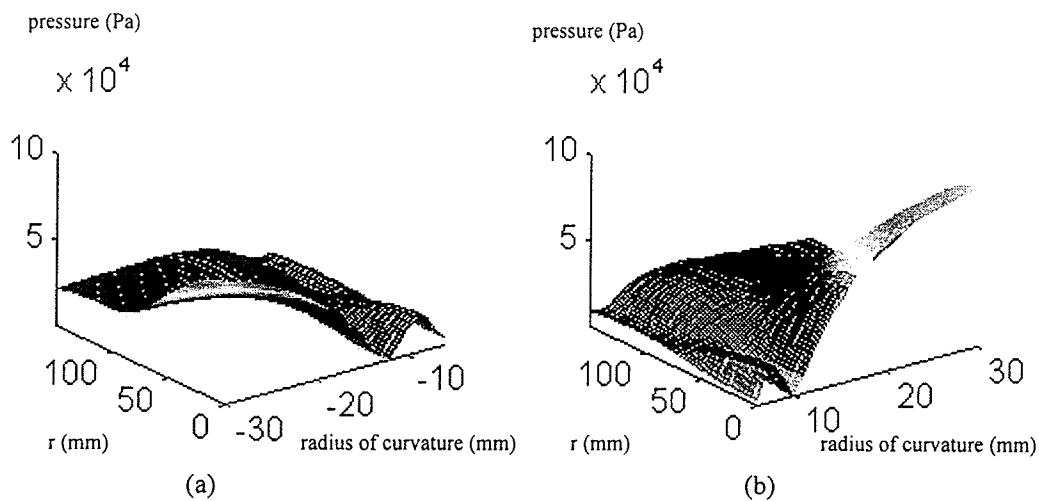 pressure (Pa)
x 10^4
10
5
100
50
0
-30
-20
-10
r (mm)
radius of curvature (mm)
(a)
pressure (Pa)
x 10^4
10
5
100
50
0
10
20
30
r (mm)
radius of curvature (mm)
(b)